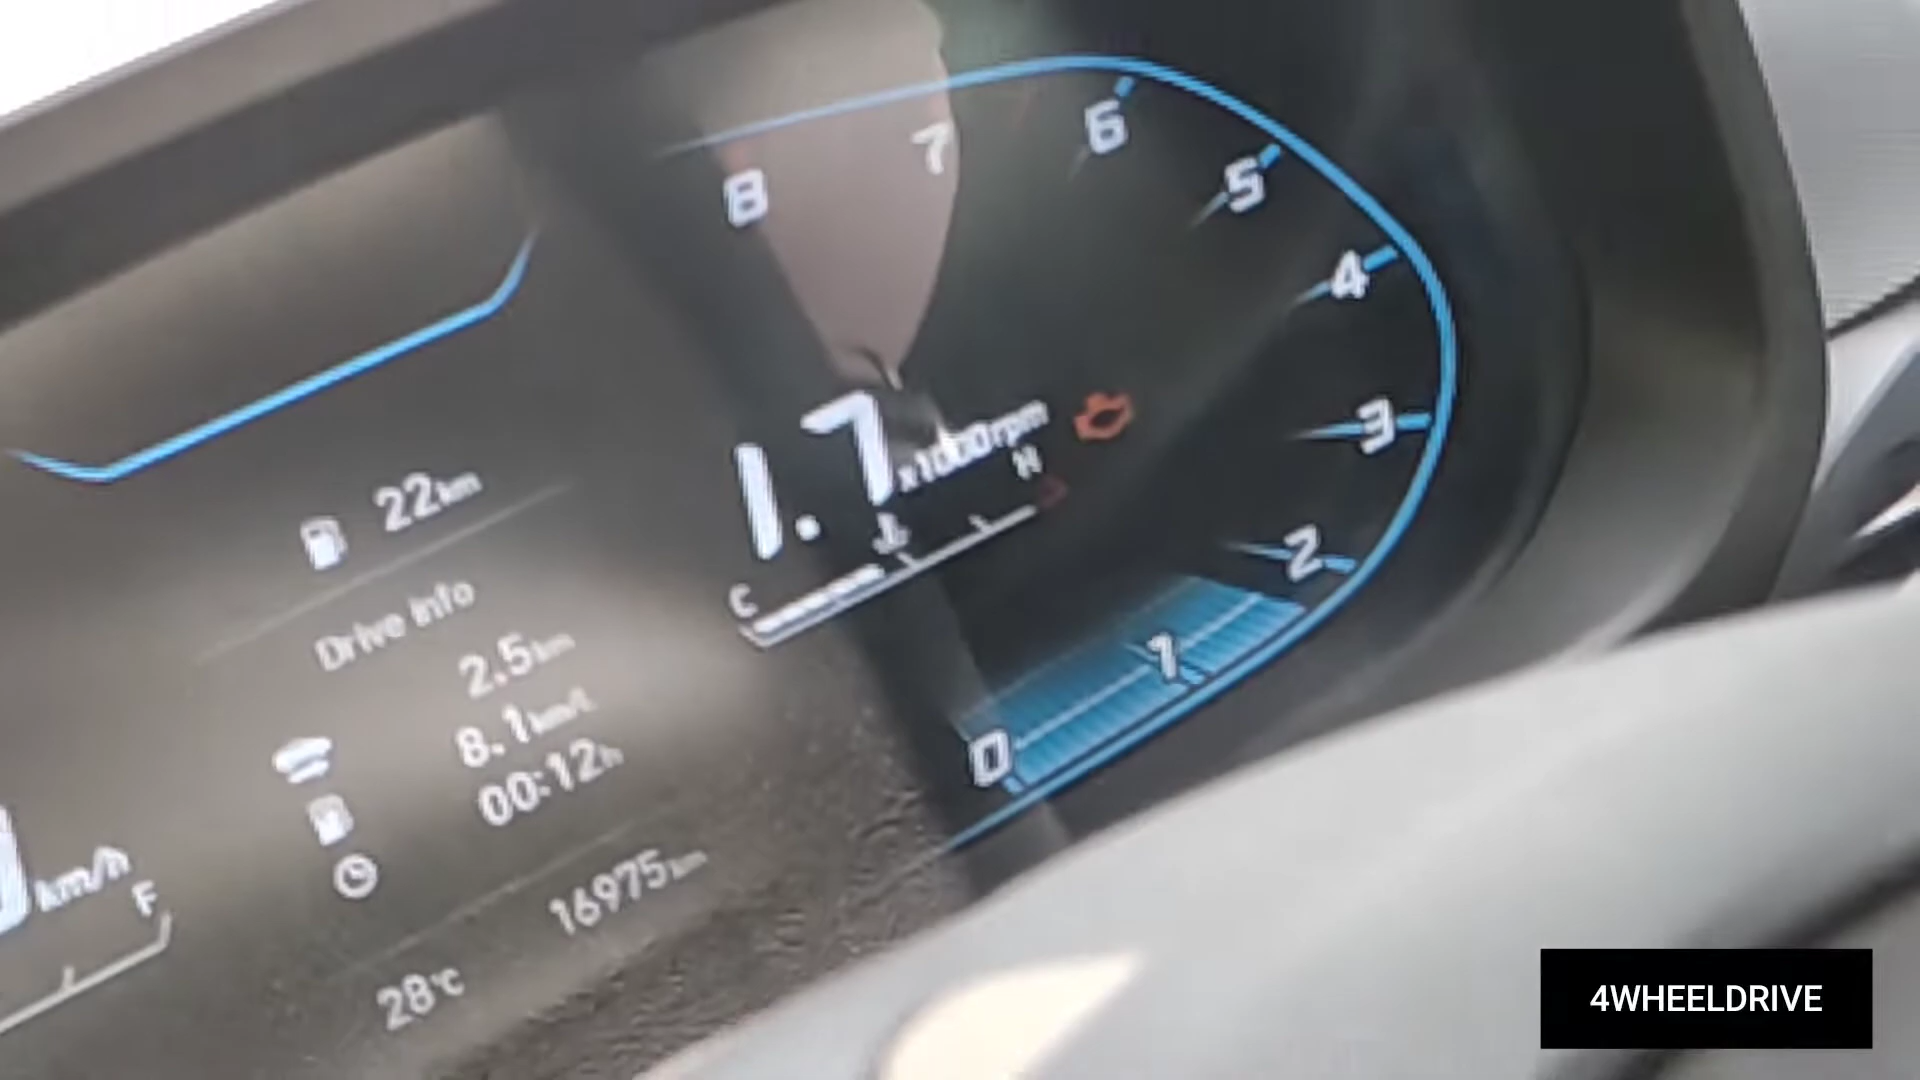 8
7
6
5
4
3
2
1
0
1.7 x1000rpm
H
C
22km
Drive Info
2.5km
8.1km/L
00:12h
km/h
F
16975km
28°C
4WHEELDRIVE